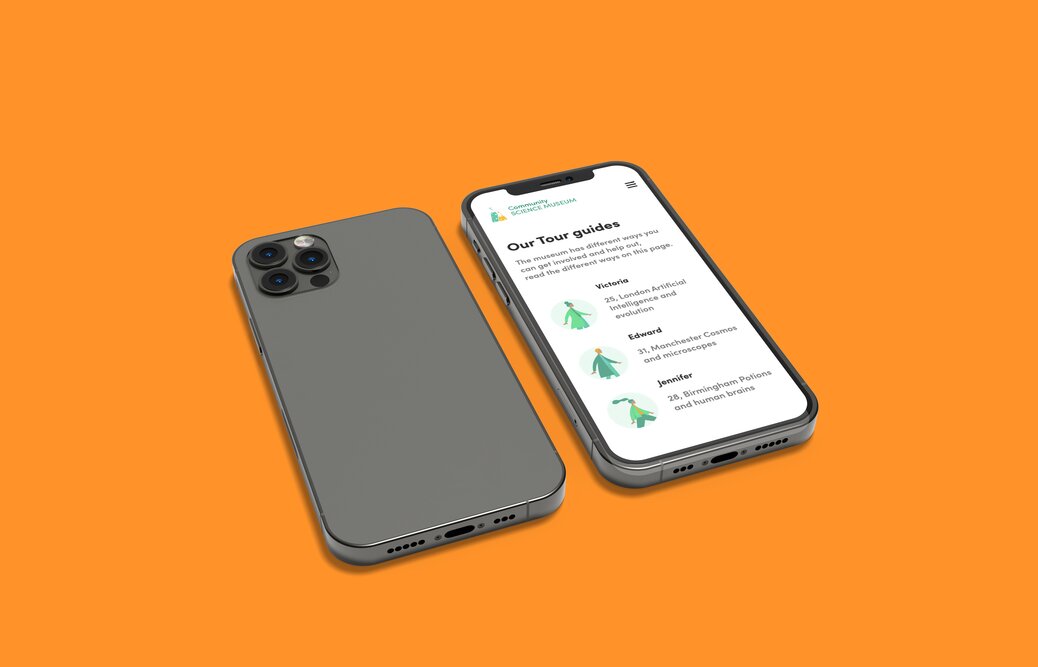 Community
SCIENCE MUSEUM
Our Tour guides
The museum has different ways you
can get involved and help out,
read the different ways on this page.
Victoria
25, London Artificial
Intelligence and
evolution
Edward
31, Manchester Cosmos
and microscopes
Jennifer
28, Birmingham Potions
and human brains